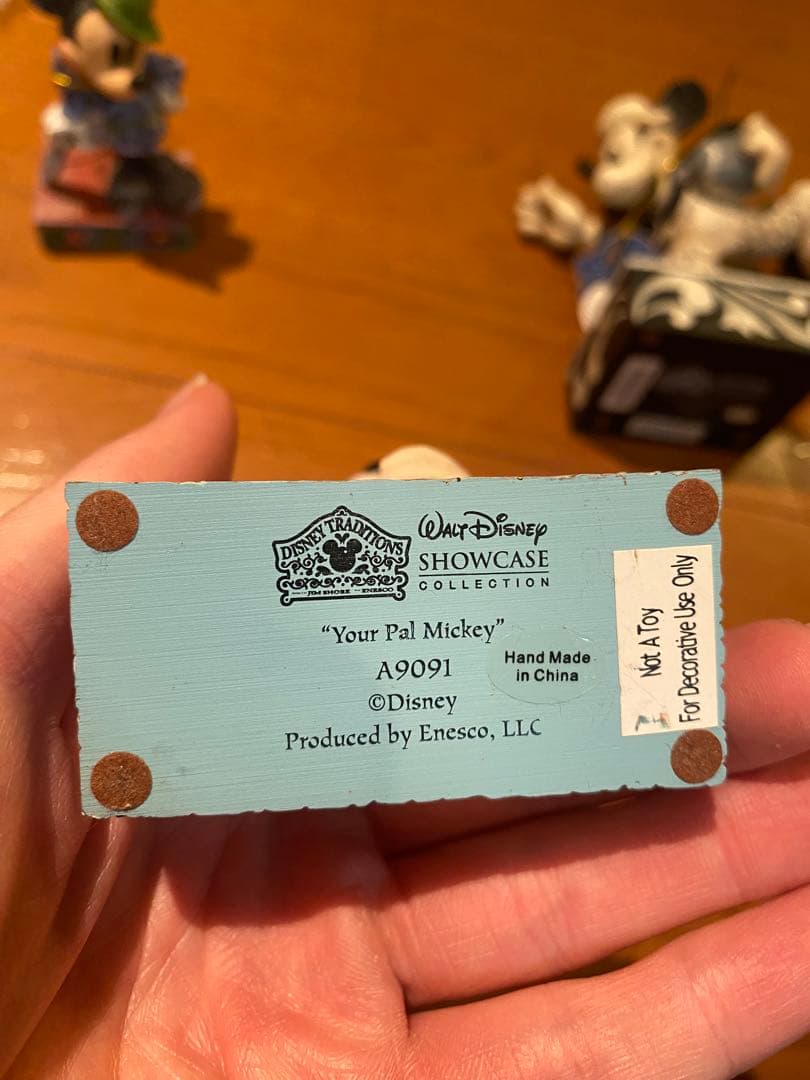 DISNEY TRADITIONS
JIM SHORE ENESCO
WALT DISNEY
SHOWCASE
COLLECTION
“Your Pal Mickey”
A9091
©Disney
Produced by Enesco, LLC
Hand Made
in China
Not A Toy
For Decorative Use Only